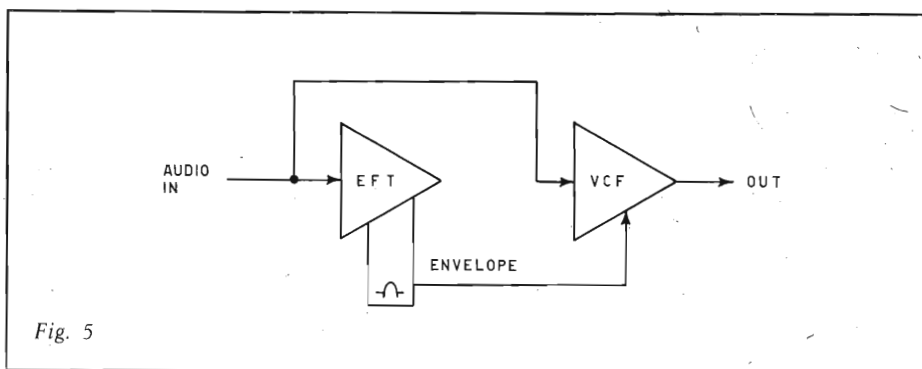 AUDIO
IN
EFT
VCF
OUT
ENVELOPE
Fig. 5